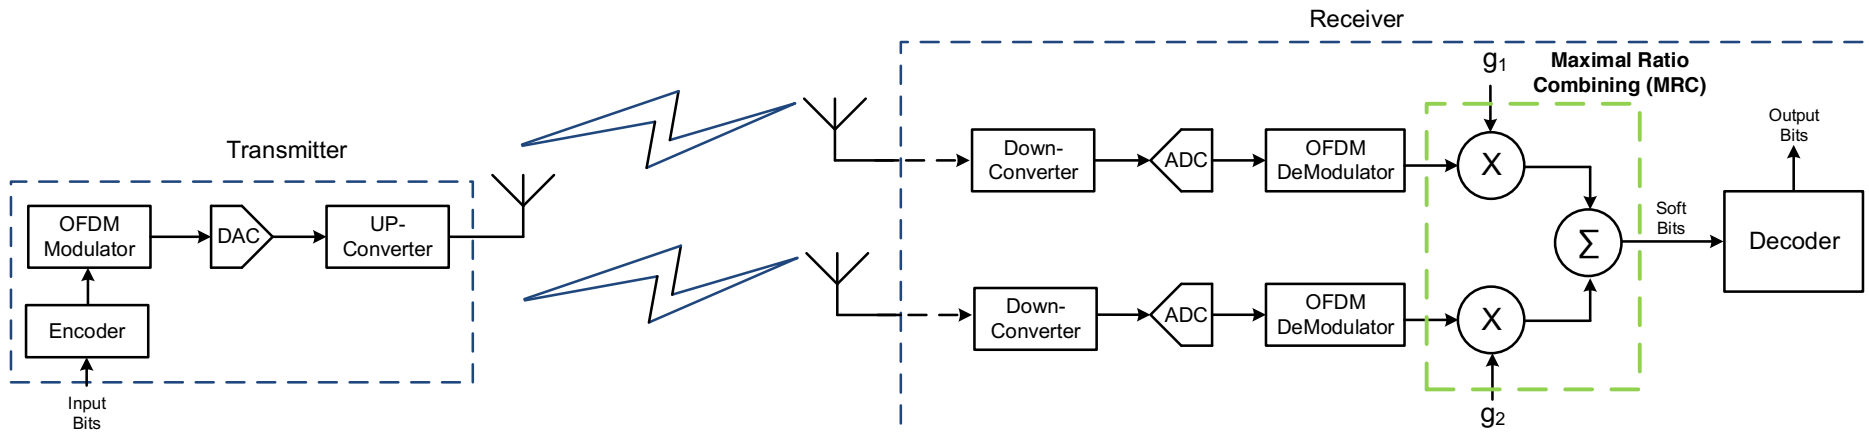 Receiver
Transmitter
Input
Bits
Encoder
OFDM
Modulator
DAC
UP-
Converter
Down-
Converter
ADC
OFDM
DeModulator
g1
Maximal Ratio
Combining (MRC)
X
Down-
Converter
ADC
OFDM
DeModulator
X
g2
Σ
Soft
Bits
Decoder
Output
Bits